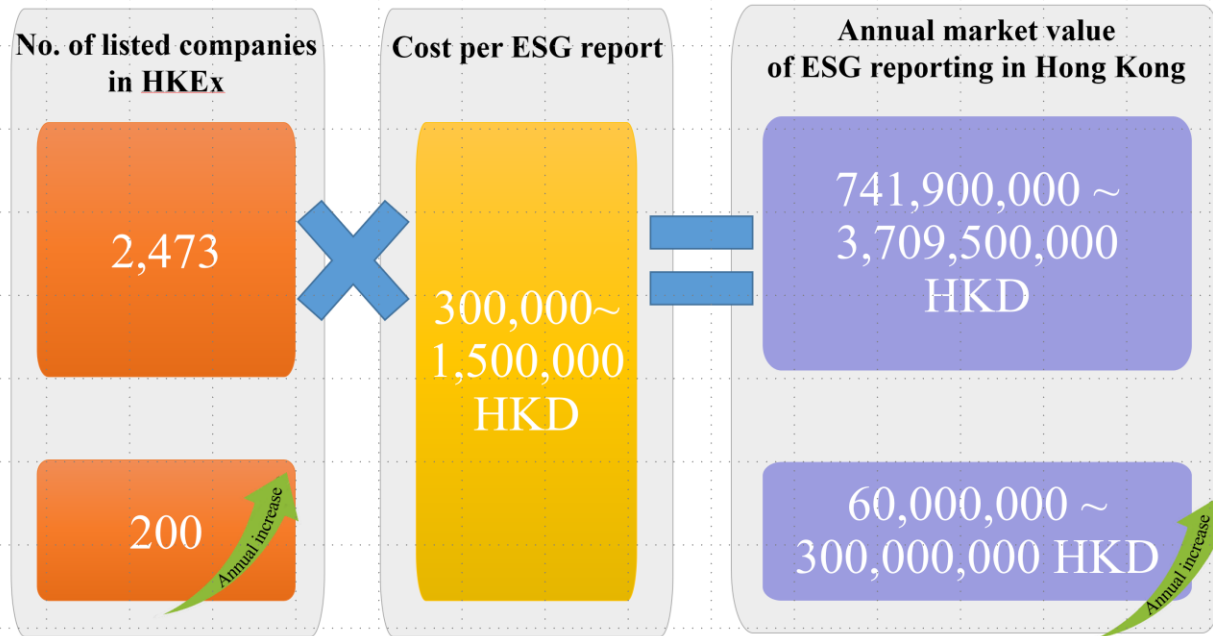 No. of listed companies
in HKEx
Cost per ESG report
Annual market value
of ESG reporting in Hong Kong
2,473
300,000~
1,500,000
HKD
741,900,000 ~
3,709,500,000
HKD
200
Annual increase
60,000,000 ~
300,000,000 HKD
Annual increase